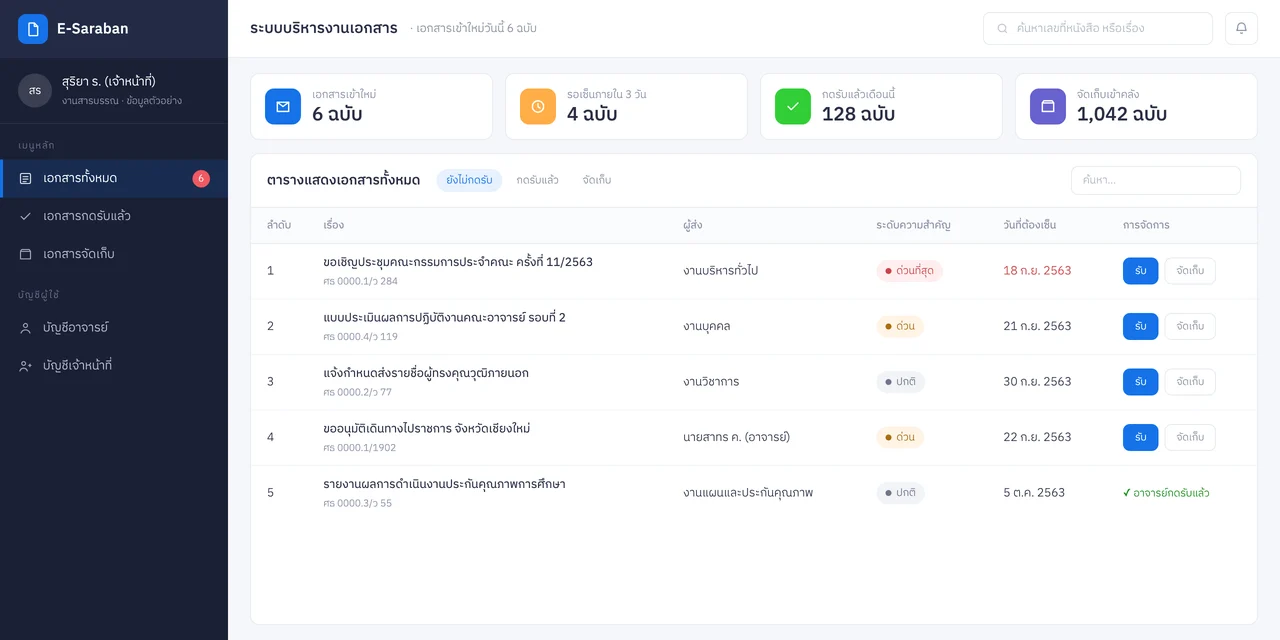 E-Saraban
สร
สุริยา ร. (เจ้าหน้าที่)
งานสารบรรณ · ข้อมูลตัวอย่าง
เมนูหลัก
เอกสารทั้งหมด 6
เอกสารกดรับแล้ว
เอกสารจัดเก็บ
บัญชีผู้ใช้
บัญชีอาจารย์
บัญชีเจ้าหน้าที่
ระบบบริหารงานเอกสาร · เอกสารเข้าใหม่วันนี้ 6 ฉบับ
ค้นหาเลขที่หนังสือ หรือเรื่อง
เอกสารเข้าใหม่
6 ฉบับ
รอเซ็นภายใน 3 วัน
4 ฉบับ
กดรับแล้วเดือนนี้
128 ฉบับ
จัดเก็บเข้าคลัง
1,042 ฉบับ
ตารางแสดงเอกสารทั้งหมด ยังไม่กดรับ กดรับแล้ว จัดเก็บ ค้นหา...
ลำดับ เรื่อง ผู้ส่ง ระดับความสำคัญ วันที่ต้องเซ็น การจัดการ
1 ขอเชิญประชุมคณะกรรมการประจำคณะ ครั้งที่ 11/2563 งานบริหารทั่วไป ด่วนที่สุด 18 ก.ย. 2563 รับ จัดเก็บ
ศธ 0000.1/ว 284
2 แบบประเมินผลการปฏิบัติงานคณะอาจารย์ รอบที่ 2 งานบุคคล ด่วน 21 ก.ย. 2563 รับ จัดเก็บ
ศธ 0000.4/ว 119
3 แจ้งกำหนดส่งรายชื่อผู้ทรงคุณวุฒิภายนอก งานวิชาการ ปกติ 30 ก.ย. 2563 รับ จัดเก็บ
ศธ 0000.2/ว 77
4 ขออนุมัติเดินทางไปราชการ จังหวัดเชียงใหม่ นายสาทร ค. (อาจารย์) ด่วน 22 ก.ย. 2563 รับ จัดเก็บ
ศธ 0000.1/1902
5 รายงานผลการดำเนินงานประกันคุณภาพการศึกษา งานแผนและประกันคุณภาพ ปกติ 5 ต.ค. 2563 ✓ อาจารย์กดรับแล้ว
ศธ 0000.3/ว 55